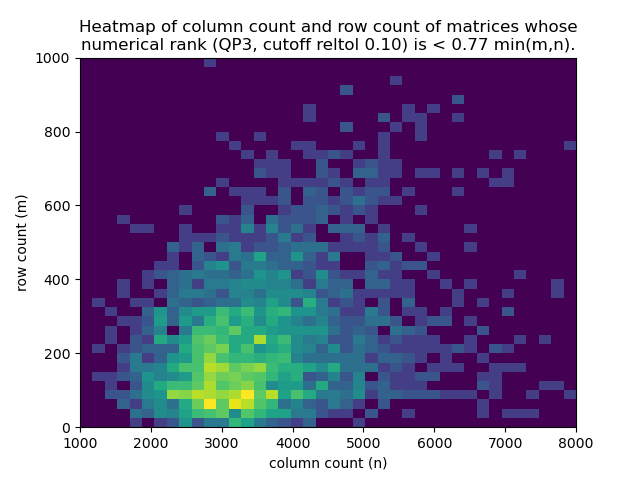 Heatmap of column count and row count of matrices whose
numerical rank (QP3, cutoff reltol 0.10) is < 0.77 min(m,n).
1000
800
600
400
200
0
row count (m)
1000 2000 3000 4000 5000 6000 7000 8000
column count (n)